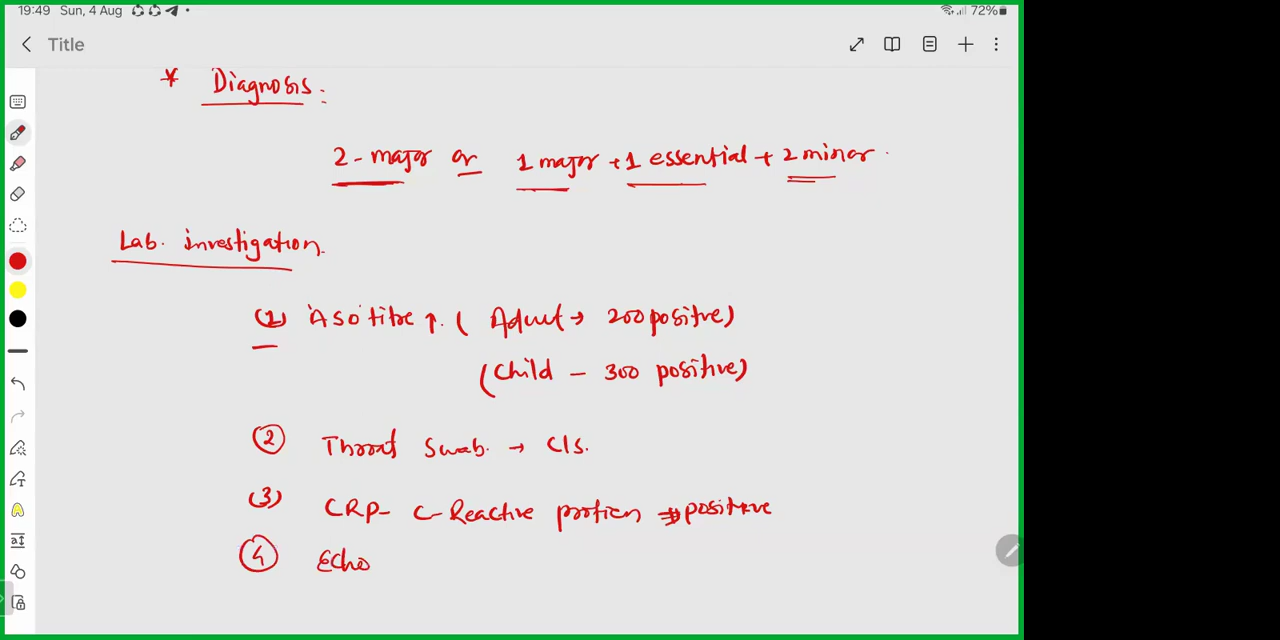 19:49 Sun, 4 Aug 72%
Title
* Diagnosis:
2-major or 1 major + 1 essential + 2 minor.
Lab. investigation.
(1) ASO titre ↑. ( Adult → 200 positive)
(Child - 300 positive)
(2) Throat Swab. → C/S.
(3) CRP- C-Reactive protien → positive
(4) Echo